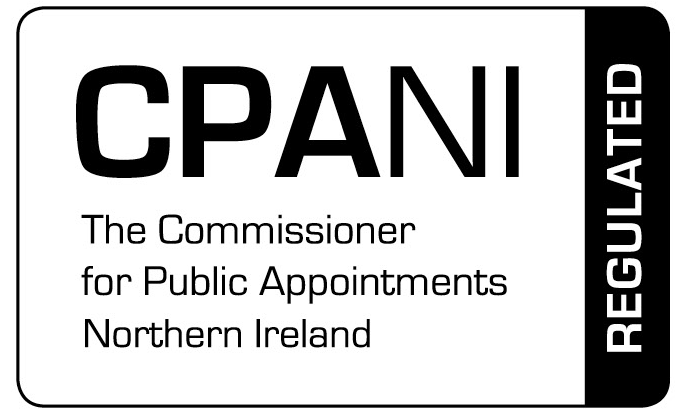 CPANI
The Commissioner
for Public Appointments
Northern Ireland
REGULATED